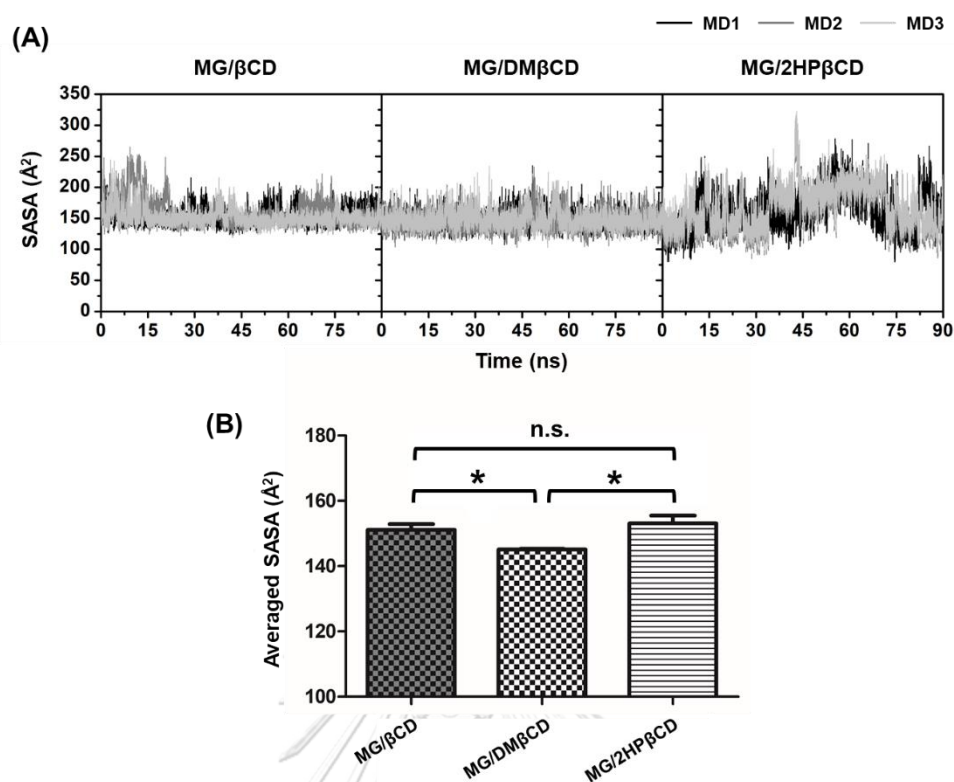 MD1 MD2 MD3
(A)
MG/βCD MG/DMβCD MG/2HPβCD
350
300
250
200
150
100
50
0
SASA (Å²)
0 15 30 45 60 75 0 15 30 45 60 75 0 15 30 45 60 75 90
Time (ns)
(B)
n.s.
* *
180
160
140
120
100
Averaged SASA (Å²)
MG/βCD MG/DMβCD MG/2HPβCD